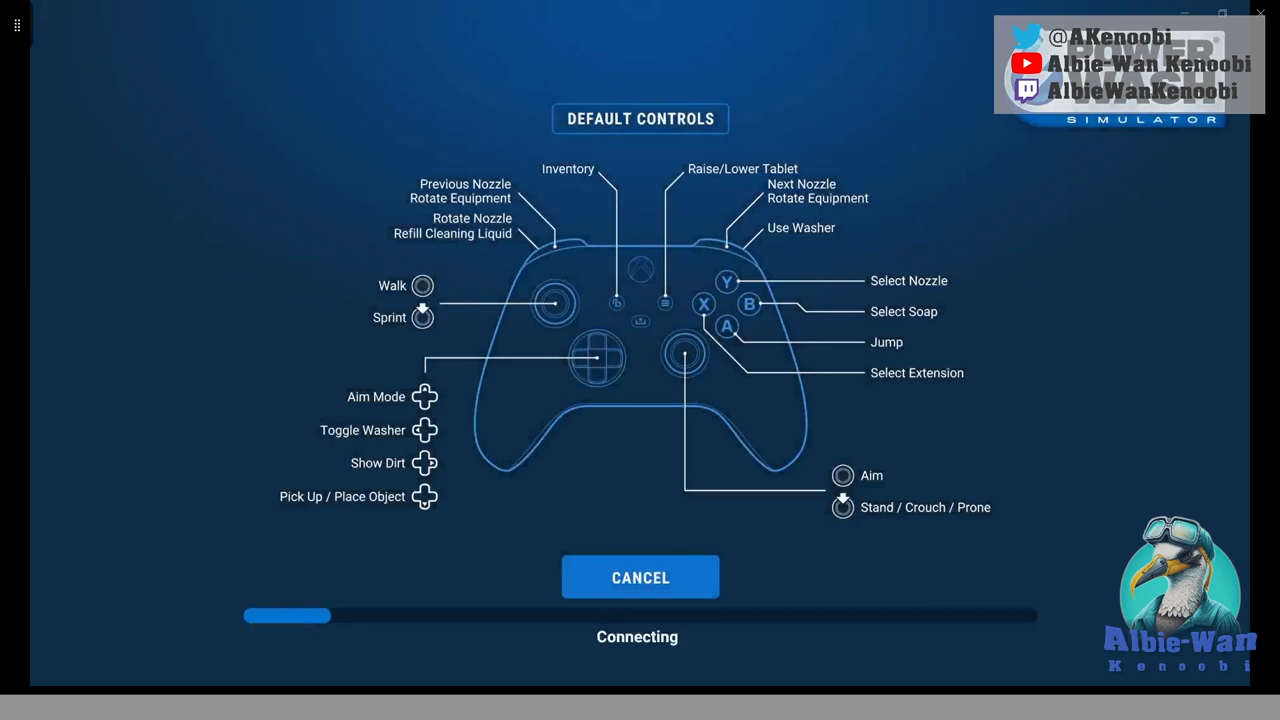 @AKenoobi
Albie-Wan Kenoobi
AlbieWanKenoobi
POWER
WASH
SIMULATOR
DEFAULT CONTROLS
Inventory
Raise/Lower Tablet
Previous Nozzle
Rotate Equipment
Next Nozzle
Rotate Equipment
Rotate Nozzle
Refill Cleaning Liquid
Use Washer
Walk
Sprint
Y
X
B
A
Select Nozzle
Select Soap
Jump
Select Extension
Aim Mode
Toggle Washer
Show Dirt
Pick Up / Place Object
Aim
Stand / Crouch / Prone
CANCEL
Connecting
Albie-Wan
Kenoobi